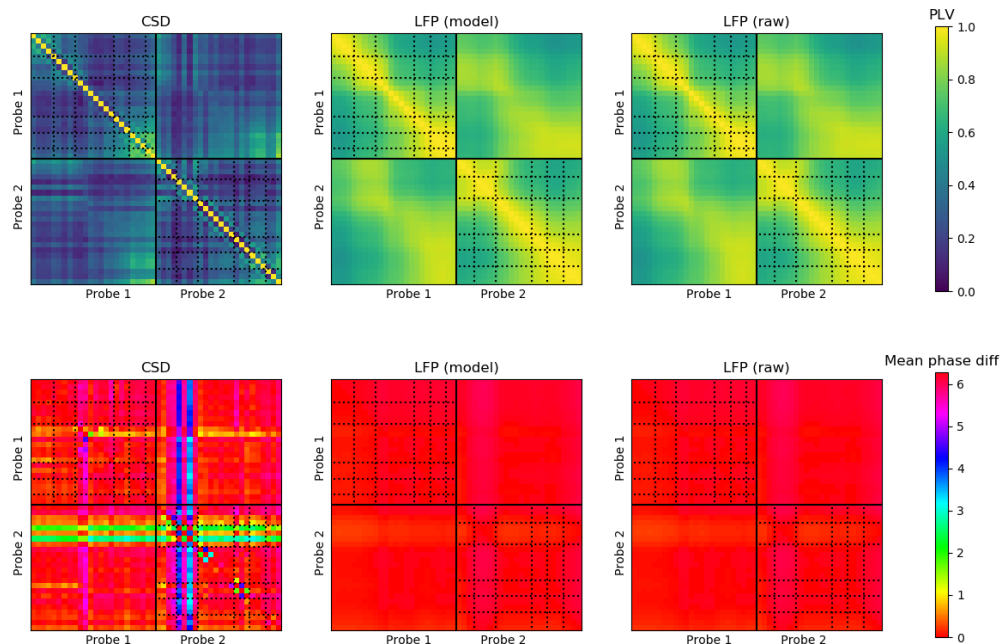 CSD
LFP (model)
LFP (raw)
PLV
Probe 1
Probe 2
Probe 1
Probe 2
Probe 1
Probe 2
1.0
0.8
0.6
0.4
0.2
0.0
Probe 1
Probe 2
Probe 1
Probe 2
Probe 1
Probe 2
CSD
LFP (model)
LFP (raw)
Mean phase diff
Probe 1
Probe 2
Probe 1
Probe 2
Probe 1
Probe 2
6
5
4
3
2
1
0
Probe 1
Probe 2
Probe 1
Probe 2
Probe 1
Probe 2